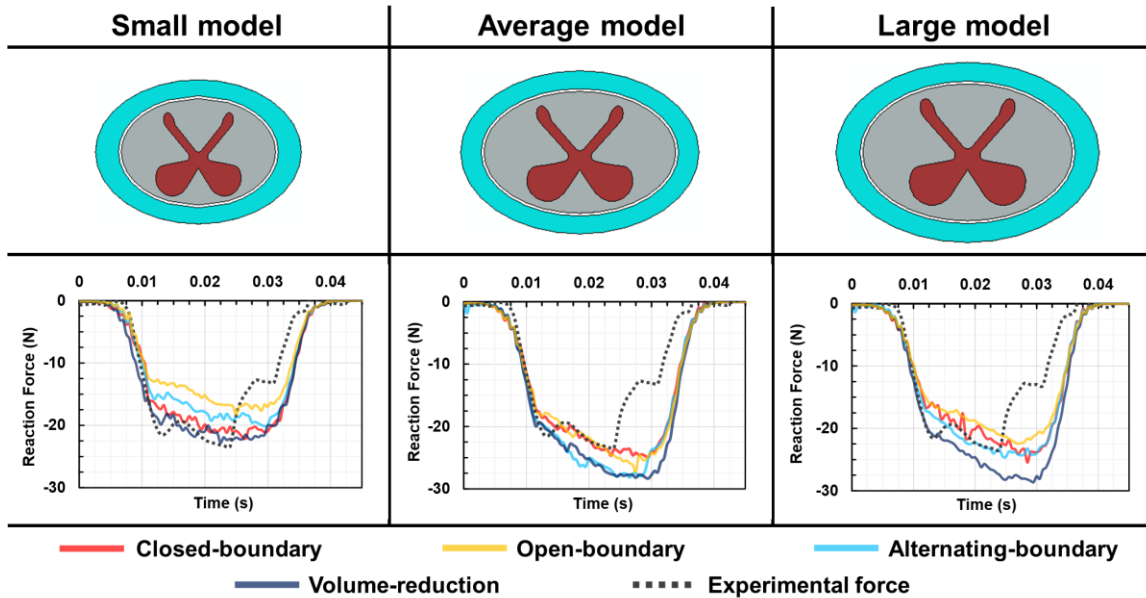 Small model
Average model
Large model
0 0.01 0.02 0.03 0.04
0
-10
-20
-30
Reaction Force (N)
Time (s)
0 0.01 0.02 0.03 0.04
0
-10
-20
-30
Reaction Force (N)
Time (s)
0 0.01 0.02 0.03 0.04
0
-10
-20
-30
Reaction Force (N)
Time (s)
Closed-boundary
Open-boundary
Alternating-boundary
Volume-reduction
Experimental force